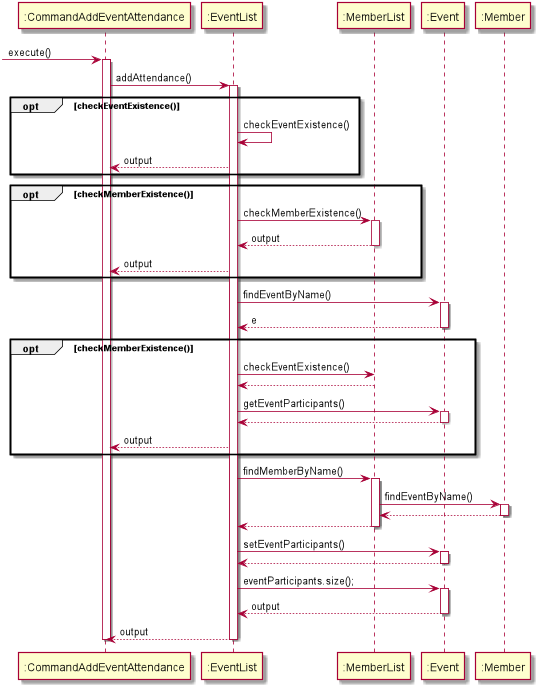 :CommandAddEventAttendance :EventList :MemberList :Event :Member
execute()
addAttendance()
opt [checkEventExistence()]
checkEventExistence()
output
opt [checkMemberExistence()]
checkMemberExistence()
output
output
findEventByName()
e
opt [checkMemberExistence()]
checkEventExistence()
getEventParticipants()
output
findMemberByName()
findEventByName()
setEventParticipants()
eventParticipants.size();
output
output
:CommandAddEventAttendance :EventList :MemberList :Event :Member